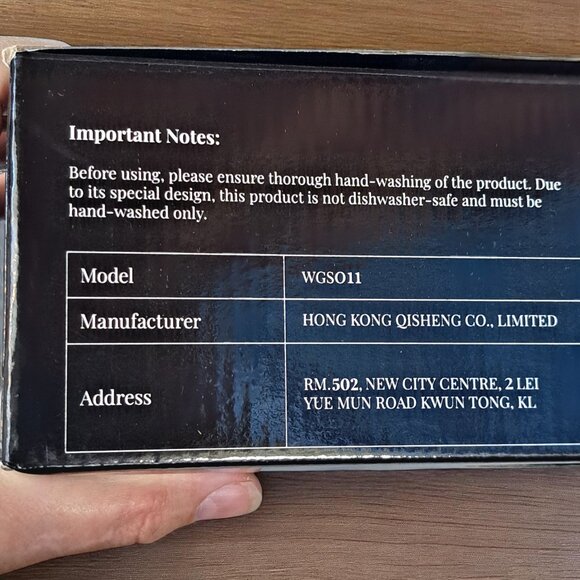 Important Notes:
Before using, please ensure thorough hand-washing of the product. Due
to its special design, this product is not dishwasher-safe and must be
hand-washed only.
Model WGSO11
Manufacturer HONG KONG QISHENG CO., LIMITED
Address RM.502, NEW CITY CENTRE, 2 LEI
YUE MUN ROAD KWUN TONG, KL